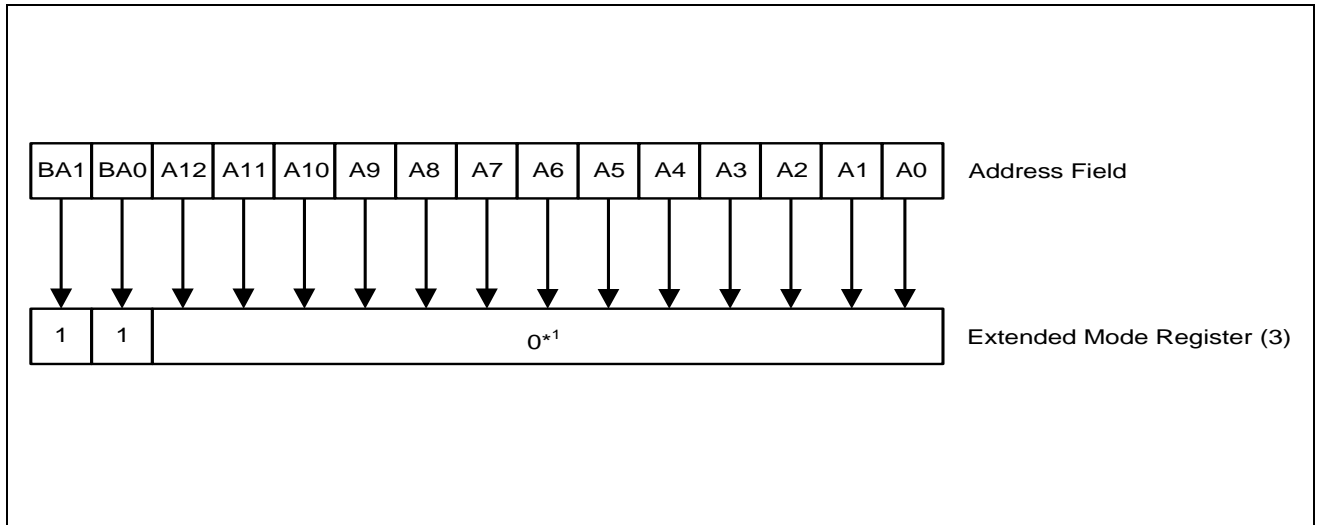 BA1 BA0 A12 A11 A10 A9 A8 A7 A6 A5 A4 A3 A2 A1 A0 Address Field
1 1 0*1 Extended Mode Register (3)